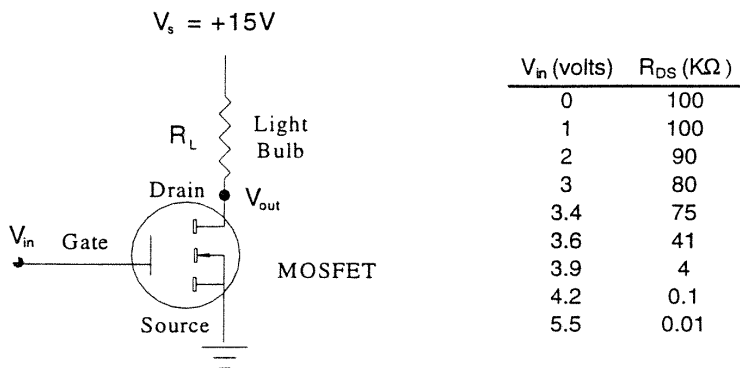 Vₛ = +15V
R_L
Light
Bulb
Drain
V_out
V_in
Gate
MOSFET
Source
V_in (volts) R_DS (KΩ)
0 100
1 100
2 90
3 80
3.4 75
3.6 41
3.9 4
4.2 0.1
5.5 0.01